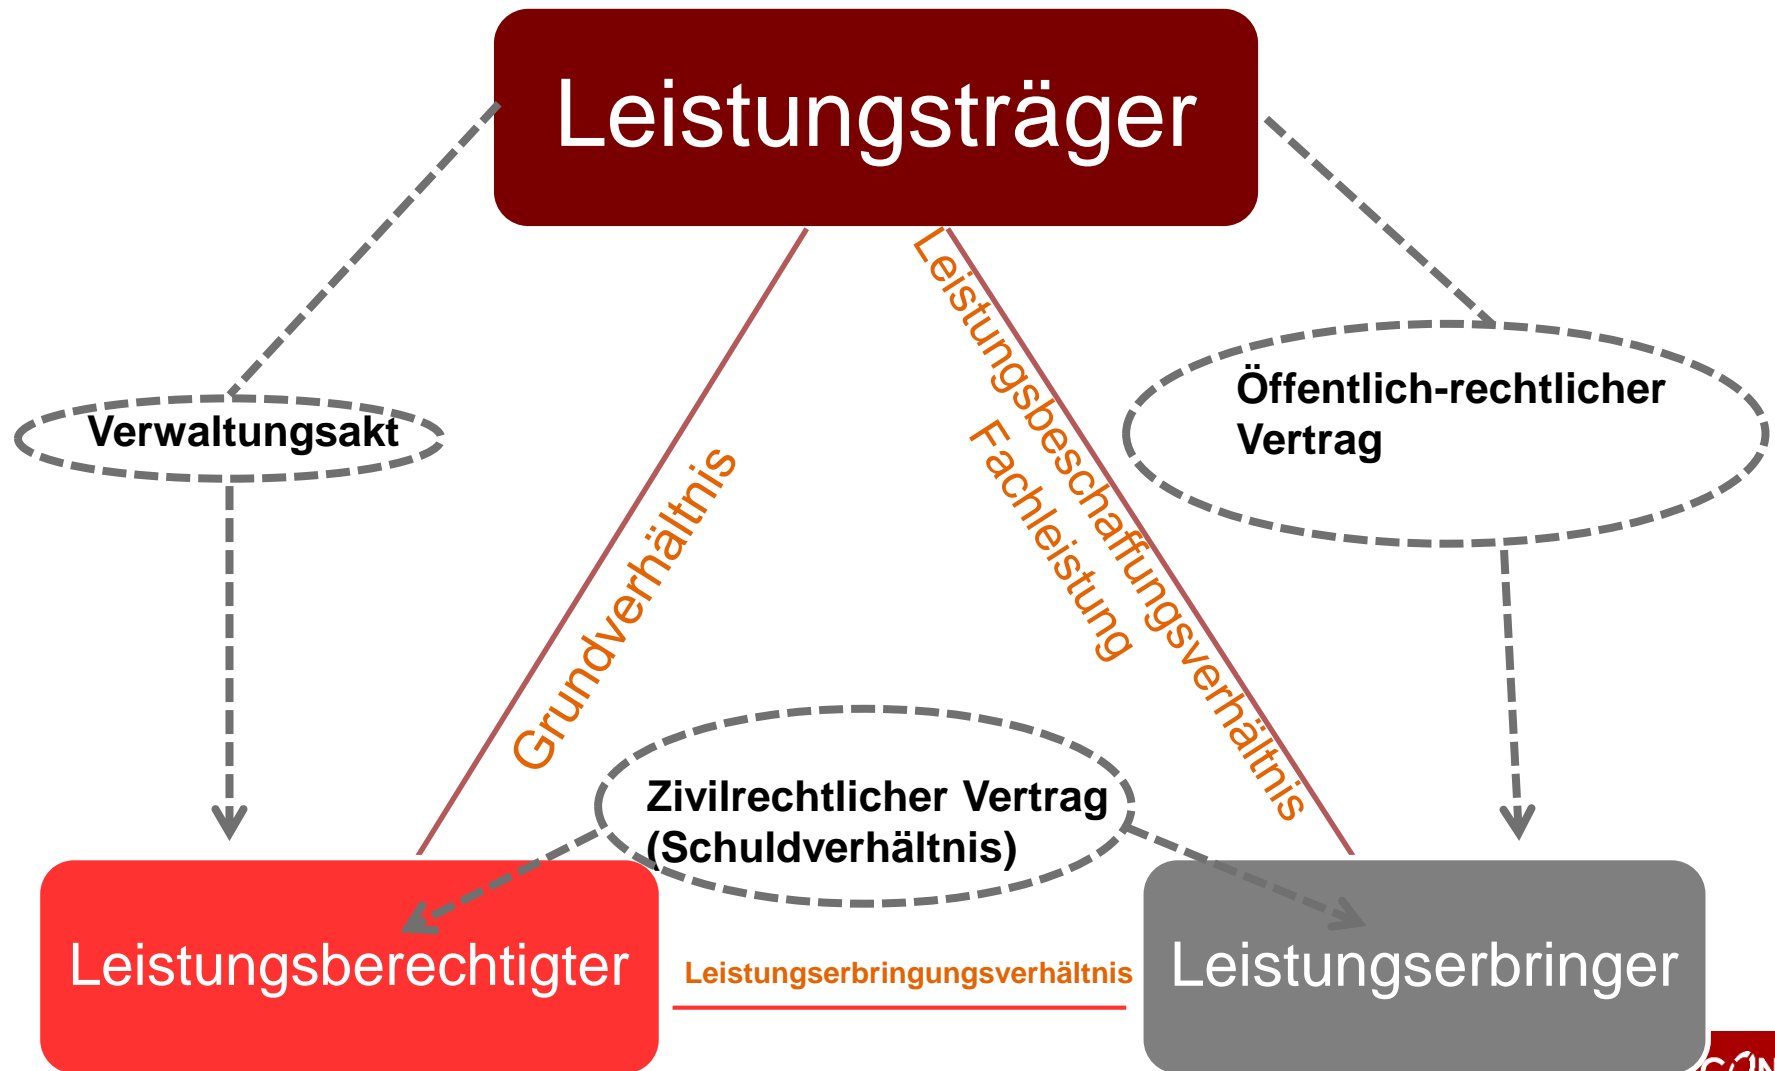 Leistungsträger
Verwaltungsakt
Öffentlich-rechtlicher
Vertrag
Grundverhältnis
Leistungsbeschaffungsverhältnis
Fachleistung
Zivilrechtlicher Vertrag
(Schuldverhältnis)
Leistungsberechtigter
Leistungserbringungsverhältnis
Leistungserbringer